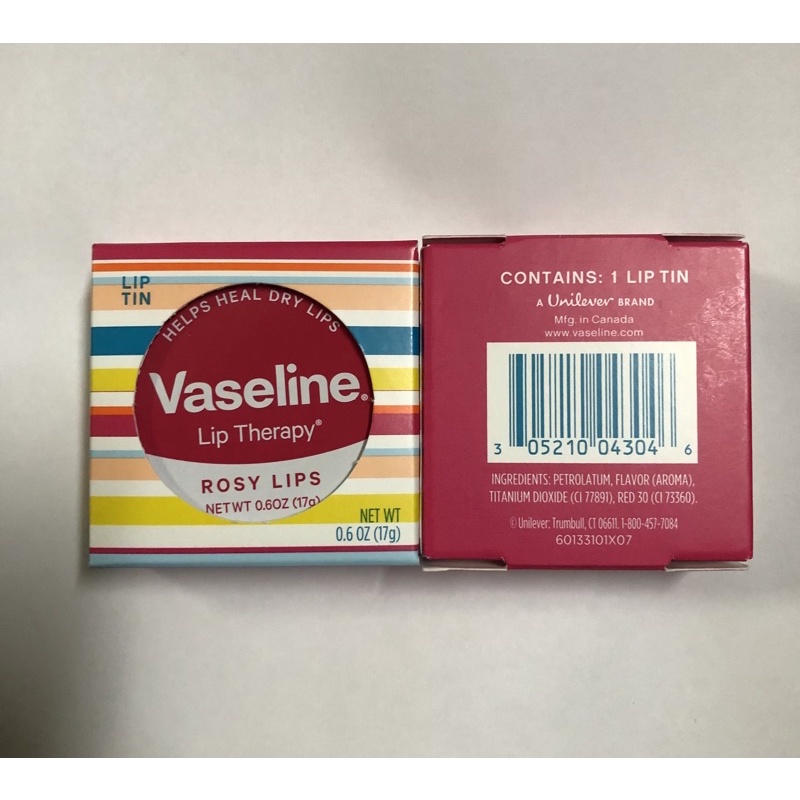 LIP
TIN
HELPS HEAL DRY LIPS
Vaseline®
Lip Therapy®
ROSY LIPS
NET WT 0.6OZ (17g)
NET WT
0.6 OZ (17g)
CONTAINS: 1 LIP TIN
A Unilever BRAND
Mfg. in Canada
www.vaseline.com
3 05210 04304 6
INGREDIENTS: PETROLATUM, FLAVOR (AROMA),
TITANIUM DIOXIDE (CI 77891), RED 30 (CI 73360).
© Unilever, Trumbull, CT 06611. 1-800-457-7084
60133101X07